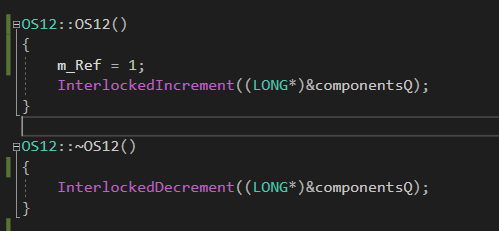 OS12::OS12()
{
m_Ref = 1;
InterlockedIncrement((LONG*)&componentsQ);
}
OS12::~OS12()
{
InterlockedDecrement((LONG*)&componentsQ);
}